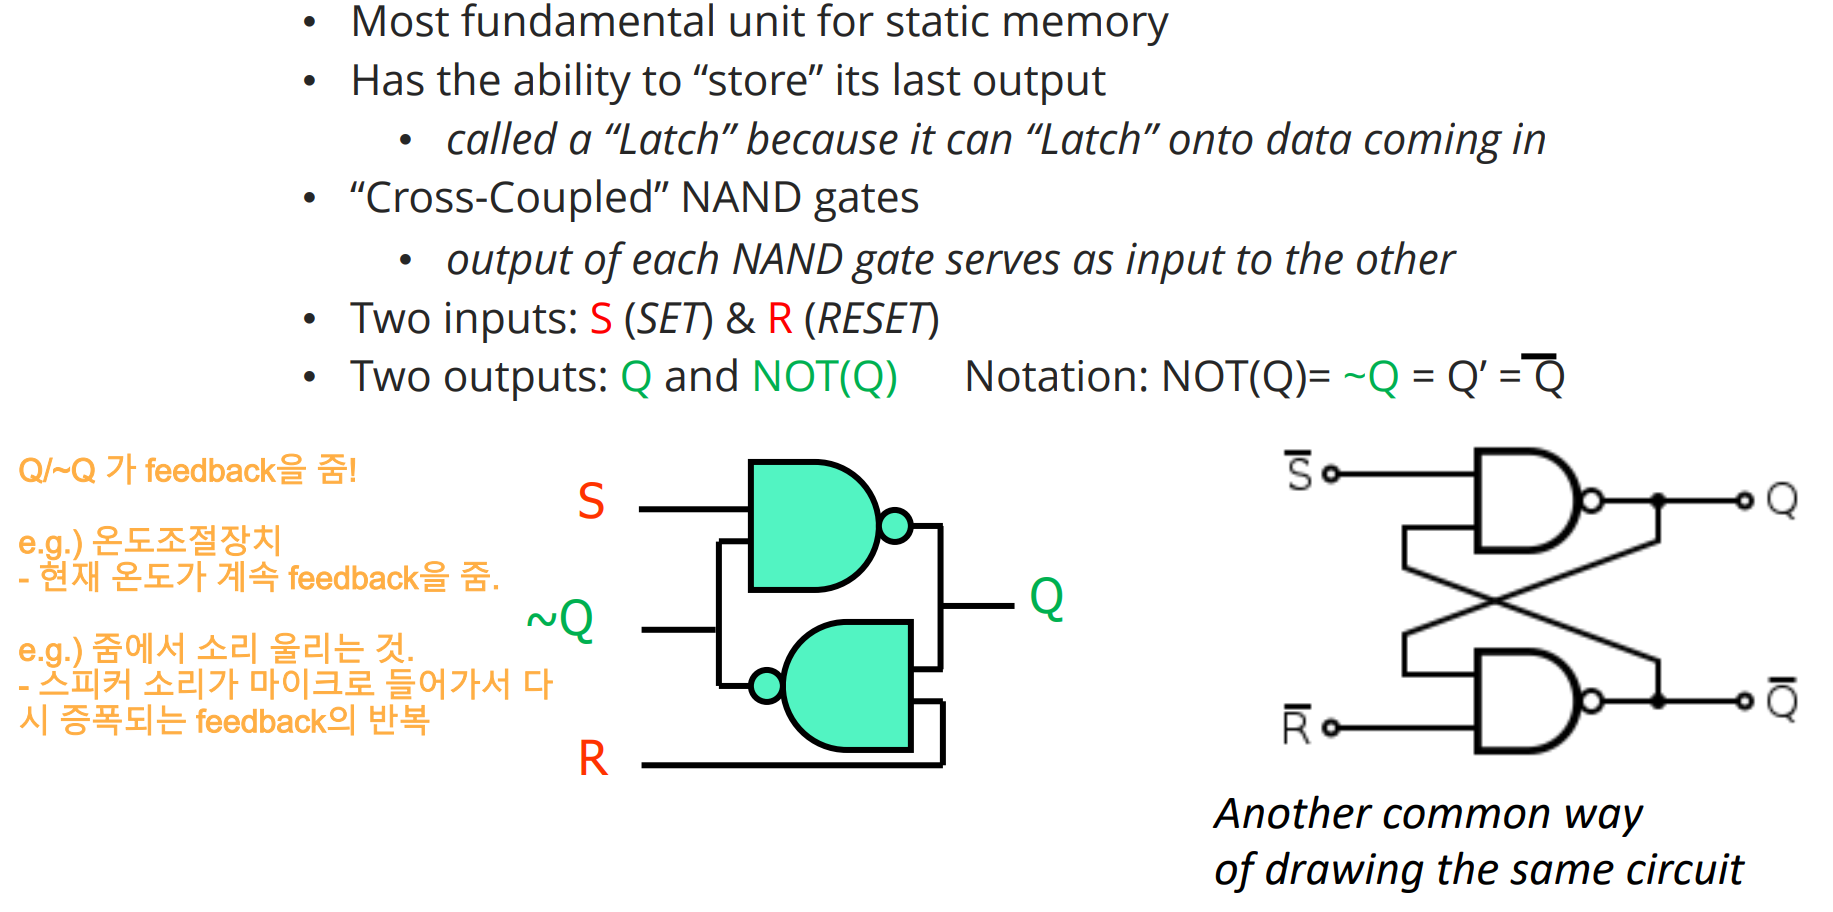 • Most fundamental unit for static memory
• Has the ability to “store” its last output
• called a “Latch” because it can “Latch” onto data coming in
• “Cross-Coupled” NAND gates
• output of each NAND gate serves as input to the other
• Two inputs: S (SET) & R (RESET)
• Two outputs: Q and NOT(Q) Notation: NOT(Q)= ~Q = Q’ = Q̅
Q/~Q 가 feedback을 줌!
e.g.) 온도조절장치
- 현재 온도가 계속 feedback을 줌.
e.g.) 줌에서 소리 울리는 것.
- 스피커 소리가 마이크로 들어가서 다
시 증폭되는 feedback의 반복
S
~Q
R
Q
S̅
R̅
Q
Q̅
Another common way
of drawing the same circuit